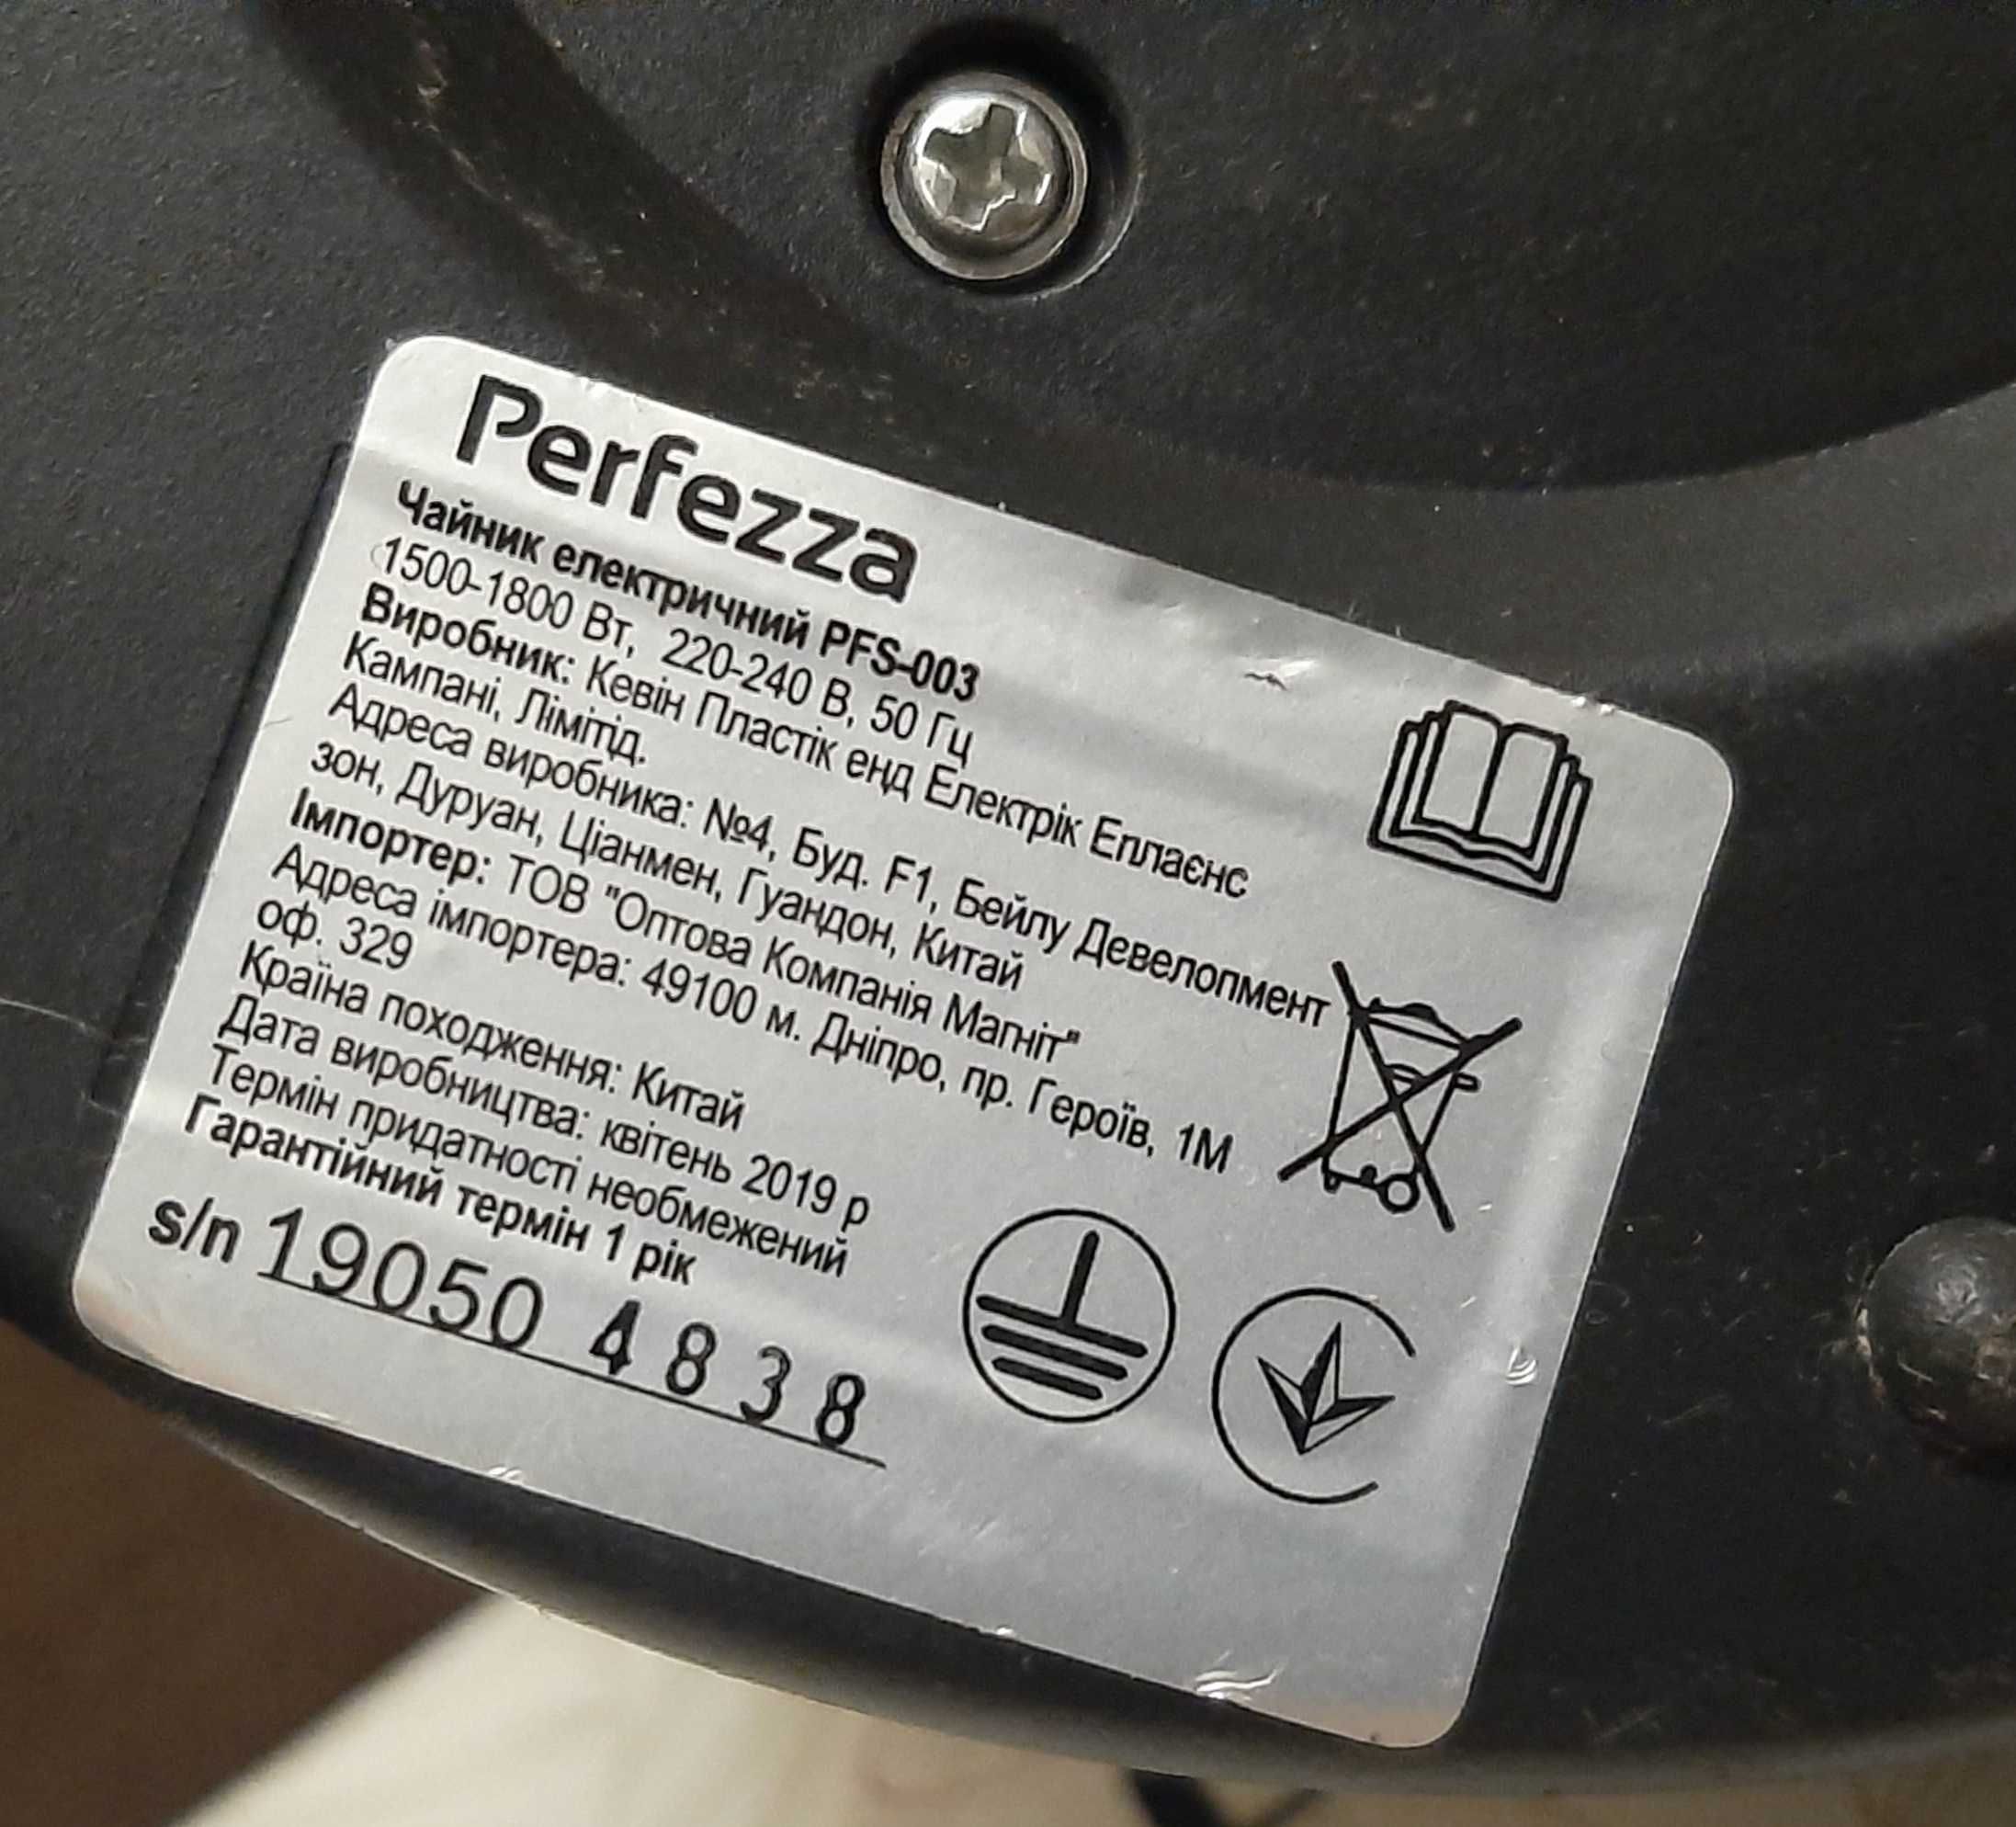 Perfezza
Чайник електричний PFS-003
1500-1800 Вт, 220-240 В, 50 Гц
Виробник: Кевін Пластік енд Електрік Еплаєнс
Кампані, Лімітід.
Адреса виробника: №4, Буд. F1, Бейлу Девелопмент
зон, Дуруан, Ціанмен, Гуандон, Китай
Імпортер: ТОВ "Оптова Компанія Магніт"
Адреса імпортера: 49100 м. Дніпро, пр. Героїв, 1М
оф. 329
Країна походження: Китай
Дата виробництва: квітень 2019 р
Термін придатності необмежений
Гарантійний термін 1 рік
s/n 19050 4838